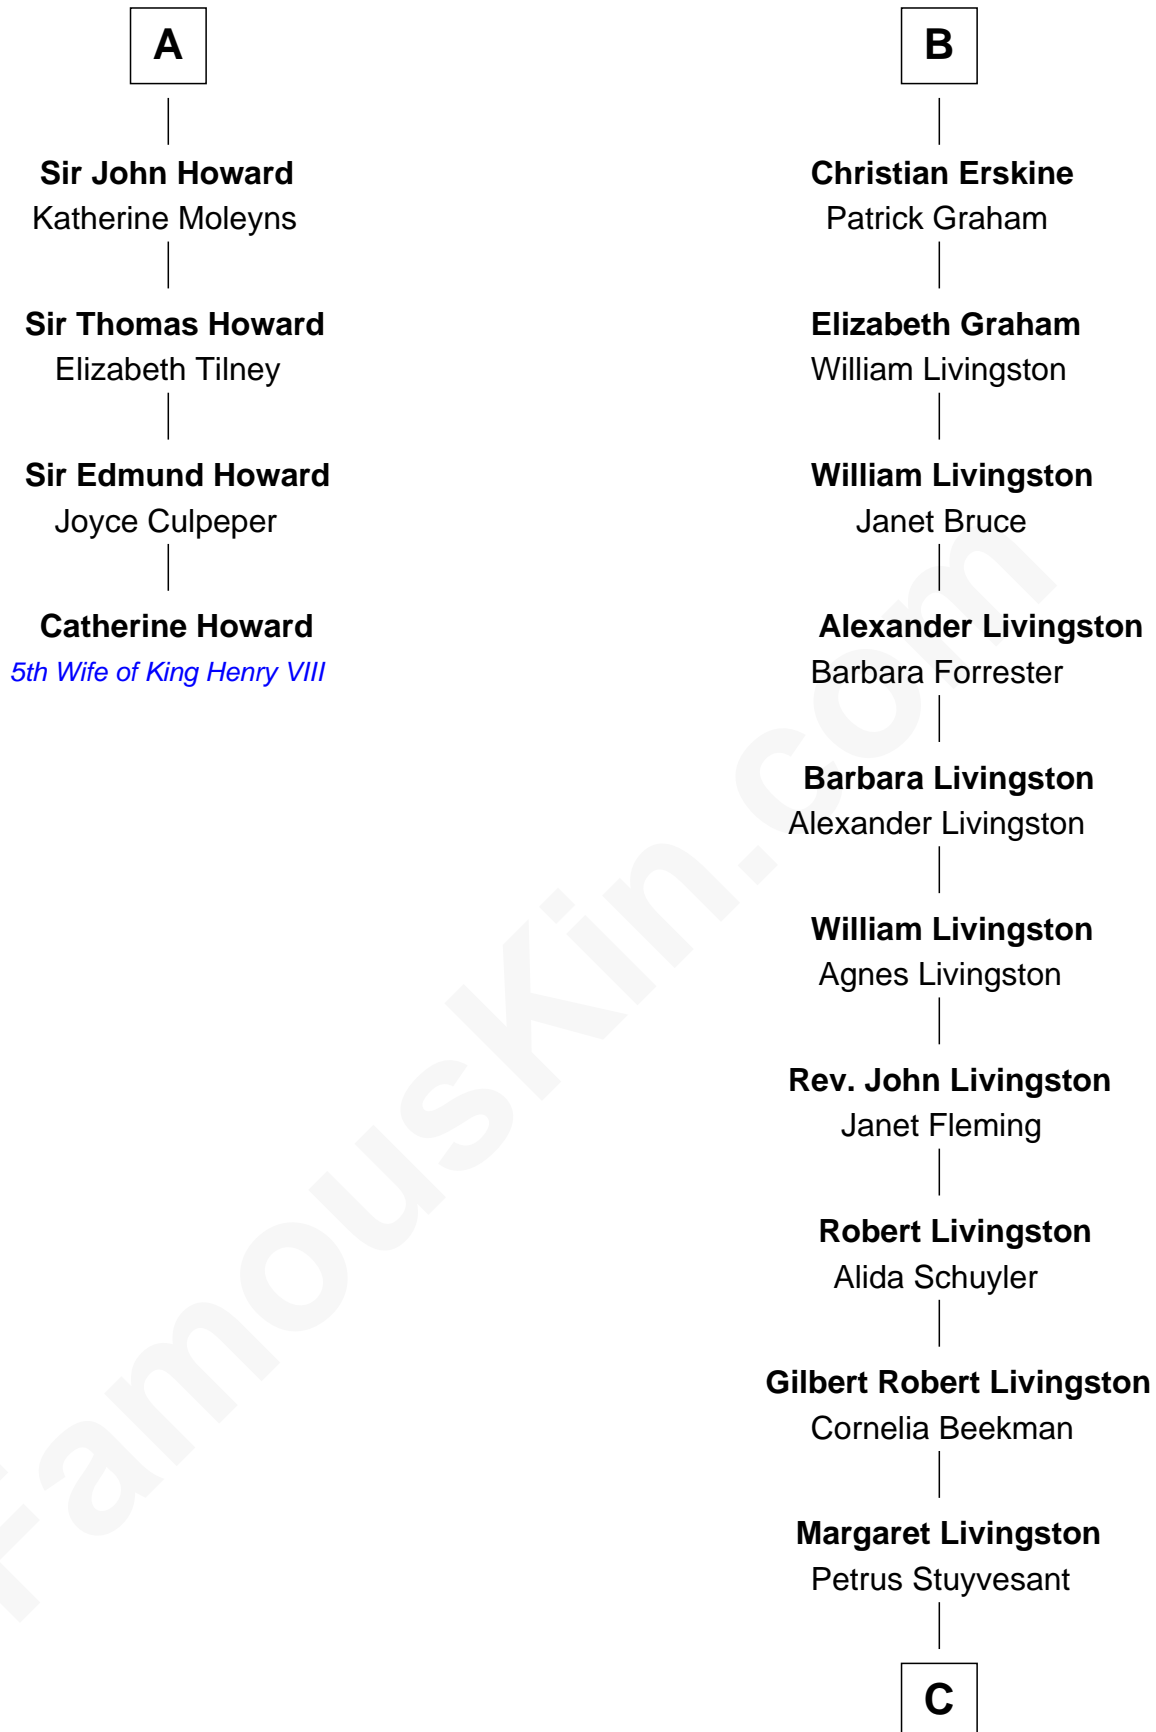 A
Sir John Howard
Katherine Moleyns
Sir Thomas Howard
Elizabeth Tilney
Sir Edmund Howard
Joyce Culpeper
Catherine Howard
5th Wife of King Henry VIII
B
Christian Erskine
Patrick Graham
Elizabeth Graham
William Livingston
William Livingston
Janet Bruce
Alexander Livingston
Barbara Forrester
Barbara Livingston
Alexander Livingston
William Livingston
Agnes Livingston
Rev. John Livingston
Janet Fleming
Robert Livingston
Alida Schuyler
Gilbert Robert Livingston
Cornelia Beekman
Margaret Livingston
Petrus Stuyvesant
C
FamousKin.com